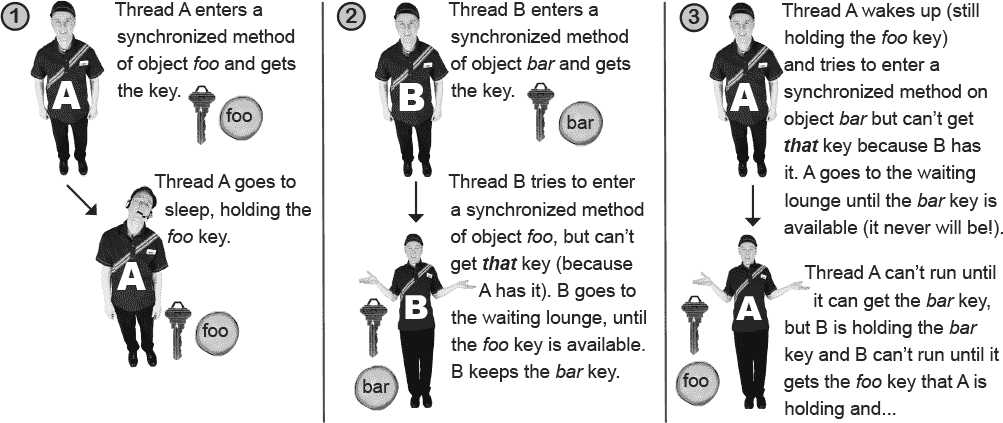 1
Thread A enters a
synchronized method
of object foo and gets
the key.
A
foo
Thread A goes to
sleep, holding the
foo key.
A
foo
2
Thread B enters a
synchronized method
of object bar and gets
the key.
B
bar
Thread B tries to enter
a synchronized method
of object foo, but can't
get that key (because
A has it). B goes to
the waiting lounge, until
the foo key is available.
B keeps the bar key.
B
bar
3
Thread A wakes up (still
holding the foo key)
and tries to enter a
synchronized method on
object bar but can't get
that key because B has
it. A goes to the waiting
lounge until the bar key is
available (it never will be!).
A
Thread A can't run until
it can get the bar key,
but B is holding the bar
key and B can't run until it
gets the foo key that A is
holding and...
A
foo